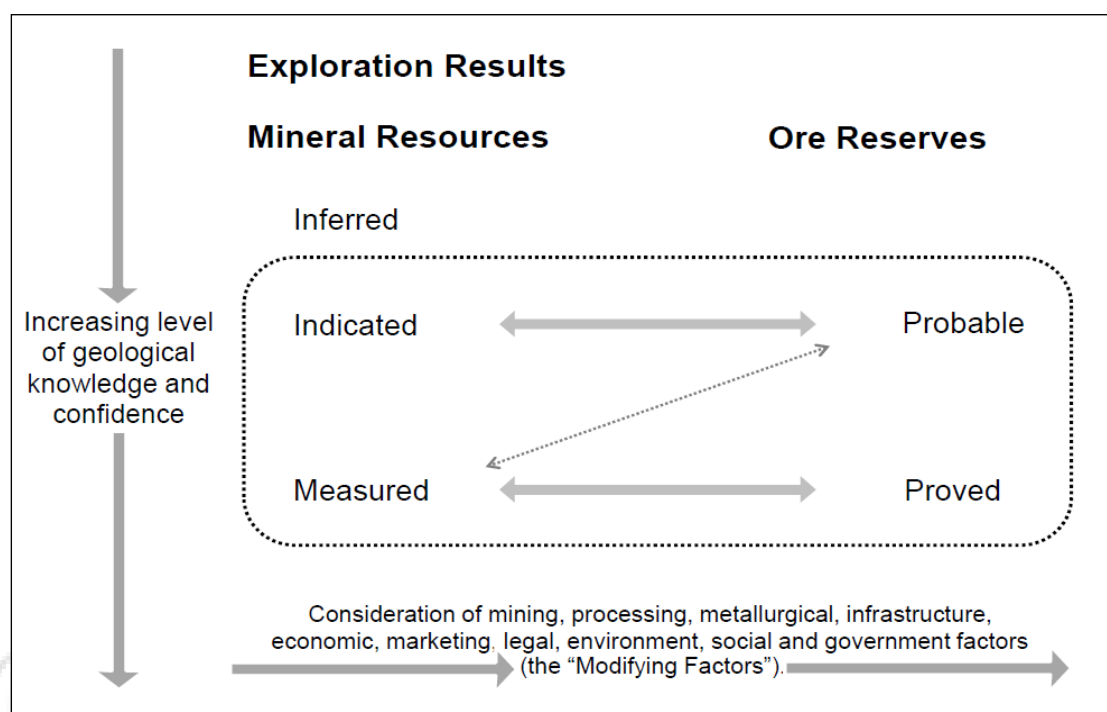 Exploration Results
Mineral Resources
Ore Reserves
Inferred
Increasing level
of geological
knowledge and
confidence
Indicated
Probable
Measured
Proved
Consideration of mining, processing, metallurgical, infrastructure,
economic, marketing, legal, environment, social and government factors
(the “Modifying Factors”).